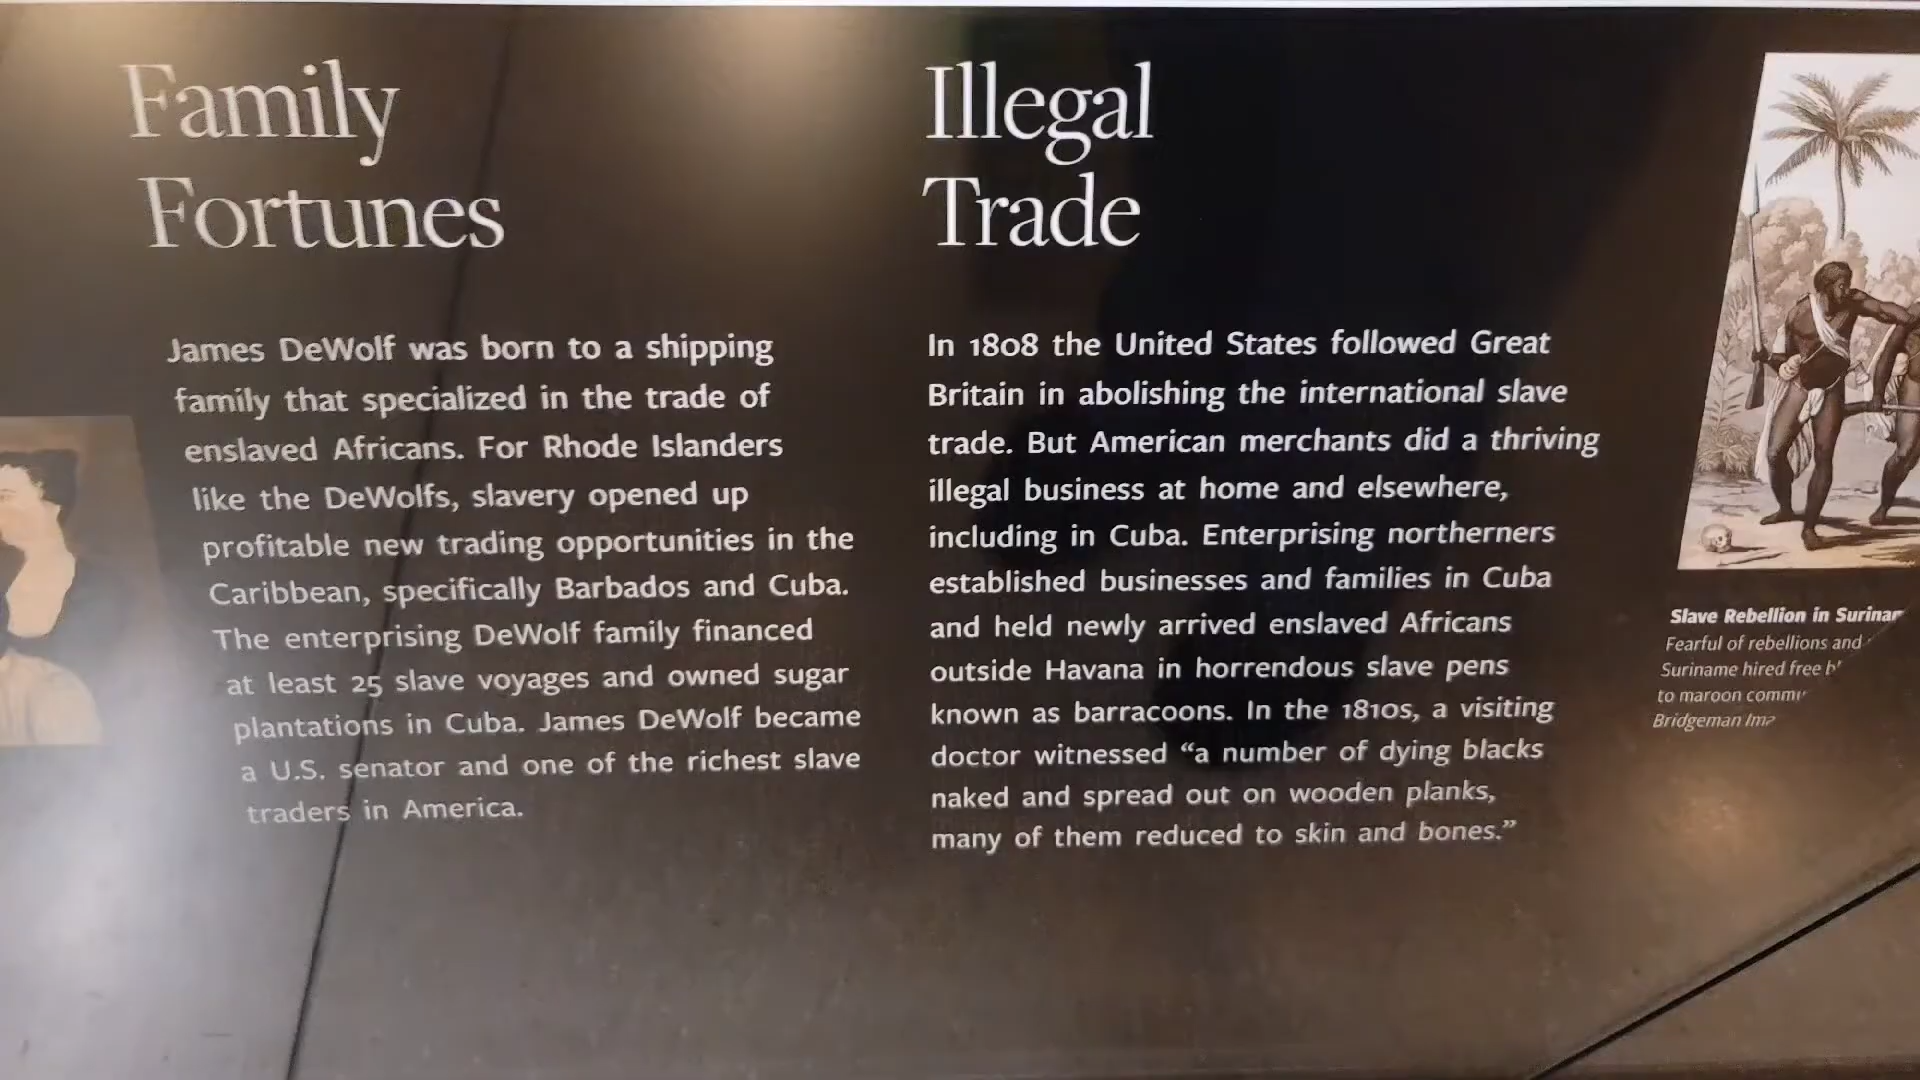 Family
Fortunes
James DeWolf was born to a shipping
family that specialized in the trade of
enslaved Africans. For Rhode Islanders
like the DeWolfs, slavery opened up
profitable new trading opportunities in the
Caribbean, specifically Barbados and Cuba.
The enterprising DeWolf family financed
at least 25 slave voyages and owned sugar
plantations in Cuba. James DeWolf became
a U.S. senator and one of the richest slave
traders in America.
Illegal
Trade
In 1808 the United States followed Great
Britain in abolishing the international slave
trade. But American merchants did a thriving
illegal business at home and elsewhere,
including in Cuba. Enterprising northerners
established businesses and families in Cuba
and held newly arrived enslaved Africans
outside Havana in horrendous slave pens
known as barracoons. In the 1810s, a visiting
doctor witnessed “a number of dying blacks
naked and spread out on wooden planks,
many of them reduced to skin and bones.”
Slave Rebellion in
Fearful of rebellions and
Suriname hired free
to maroon
Bridgeman